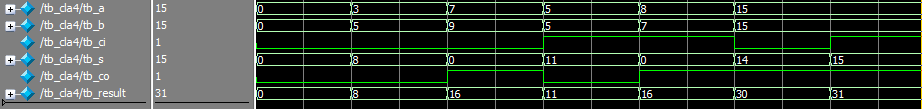 /tb_cla4/tb_a 15 0 3 7 5 8 15
/tb_cla4/tb_b 15 0 5 9 5 7 15
/tb_cla4/tb_ci 1
/tb_cla4/tb_s 15 0 8 0 11 0 14 15
/tb_cla4/tb_co 1
/tb_cla4/tb_result 31 0 8 16 11 16 30 31